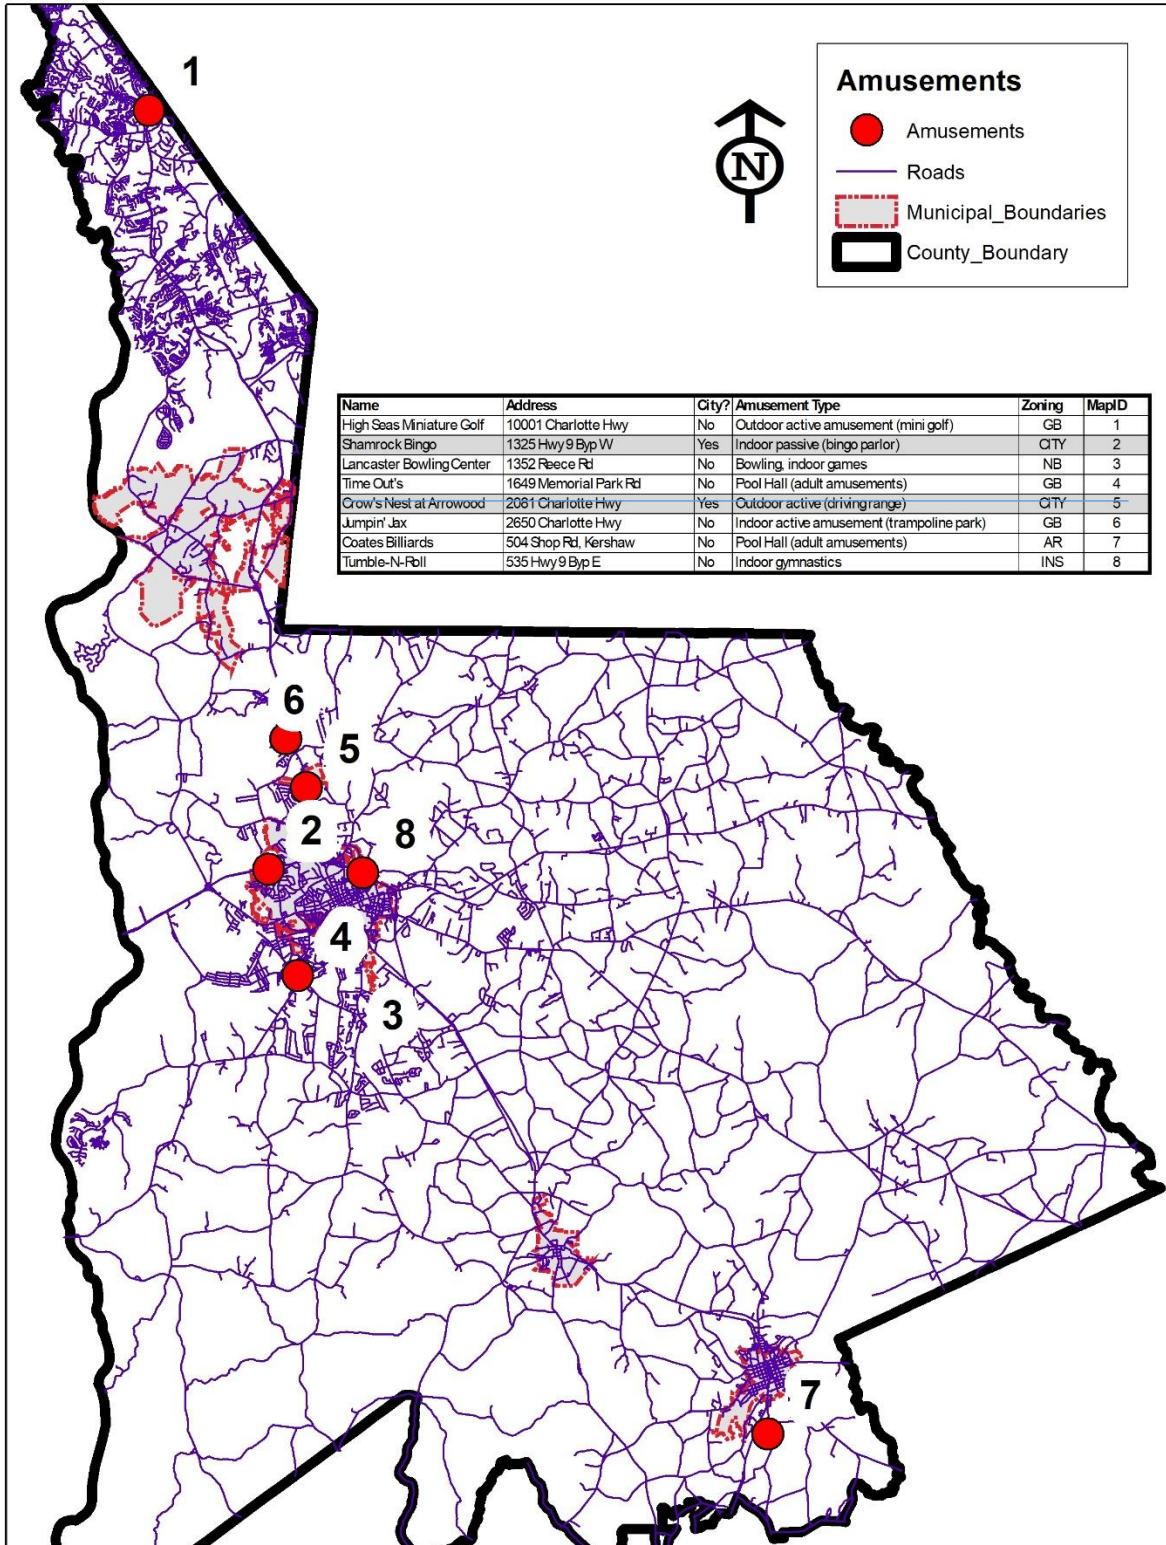 1
Amusements
Amusements
N
Roads
Municipal_Boundaries
County_Boundary
Name Address City? Amusement Type Zoning MapID
High Seas Miniature Golf 10001 Charlotte Hwy No Outdoor active amusement (mini golf) GB 1
Shamrock Bingo 1325 Hwy 9 Byp W Yes Indoor passive (bingo parlor) CITY 2
Lancaster Bowling Center 1352 Reece Rd No Bowling, indoor games NB 3
Time Out's 1649 Memorial Park Rd No Pool Hall (adult amusements) GB 4
Crow's Nest at Arrowood 2061 Charlotte Hwy Yes Outdoor active (driving range) CITY 5
Jumpin' Jax 2650 Charlotte Hwy No Indoor active amusement (trampoline park) GB 6
Coates Billiards 504 Shop Rd, Kershaw No Pool Hall (adult amusements) AR 7
Tumble-N-Roll 535 Hwy 9 Byp E No Indoor gymnastics INS 8
6
5
2
8
4
3
7